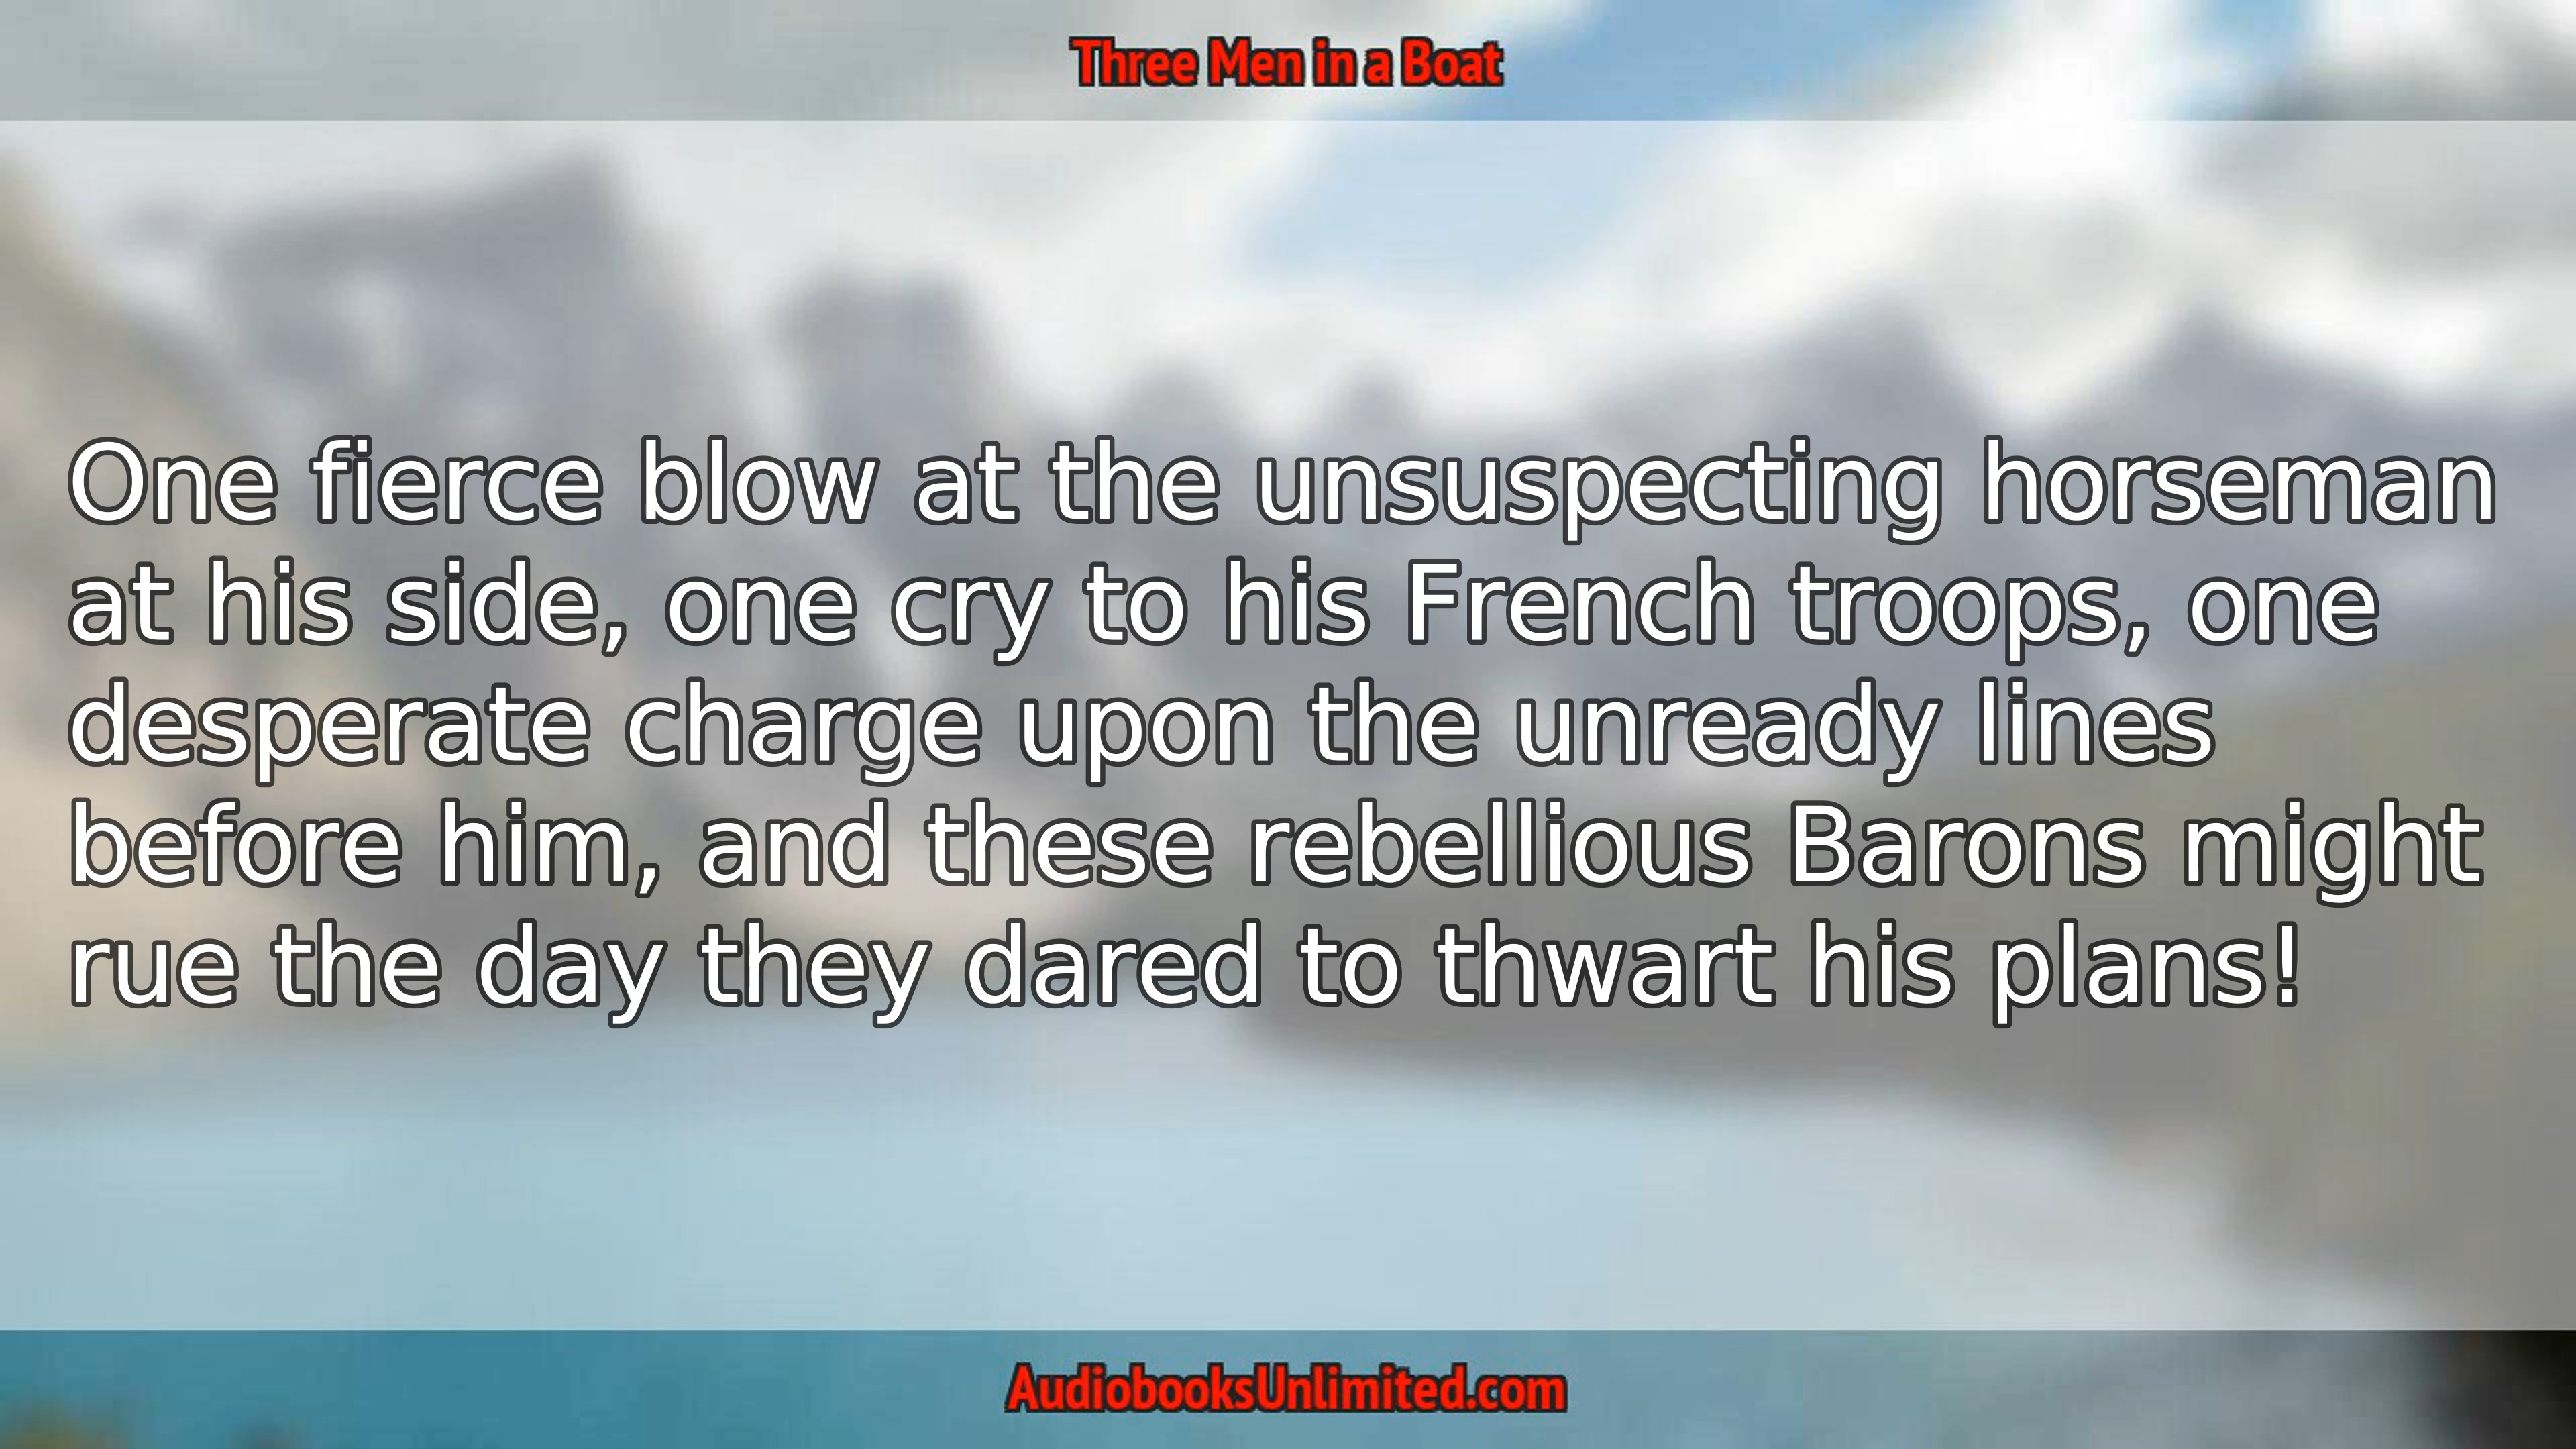 Three Men in a Boat
One fierce blow at the unsuspecting horseman
at his side, one cry to his French troops, one
desperate charge upon the unready lines
before him, and these rebellious Barons might
rue the day they dared to thwart his plans!
AudiobooksUnlimited.com